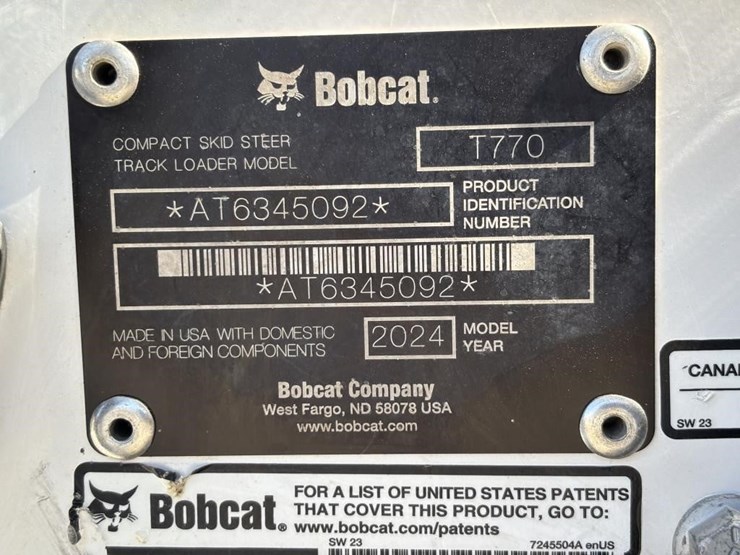 Bobcat.
COMPACT SKID STEER
TRACK LOADER MODEL
T770
*AT6345092*
PRODUCT
IDENTIFICATION
NUMBER
*AT6345092*
MADE IN USA WITH DOMESTIC
AND FOREIGN COMPONENTS
2024
MODEL
YEAR
Bobcat Company
West Fargo, ND 58078 USA
www.bobcat.com
SW 23
Bobcat.
FOR A LIST OF UNITED STATES PATENTS
THAT COVER THIS PRODUCT, GO TO:
www.bobcat.com/patents
SW 23
7245504A enUS